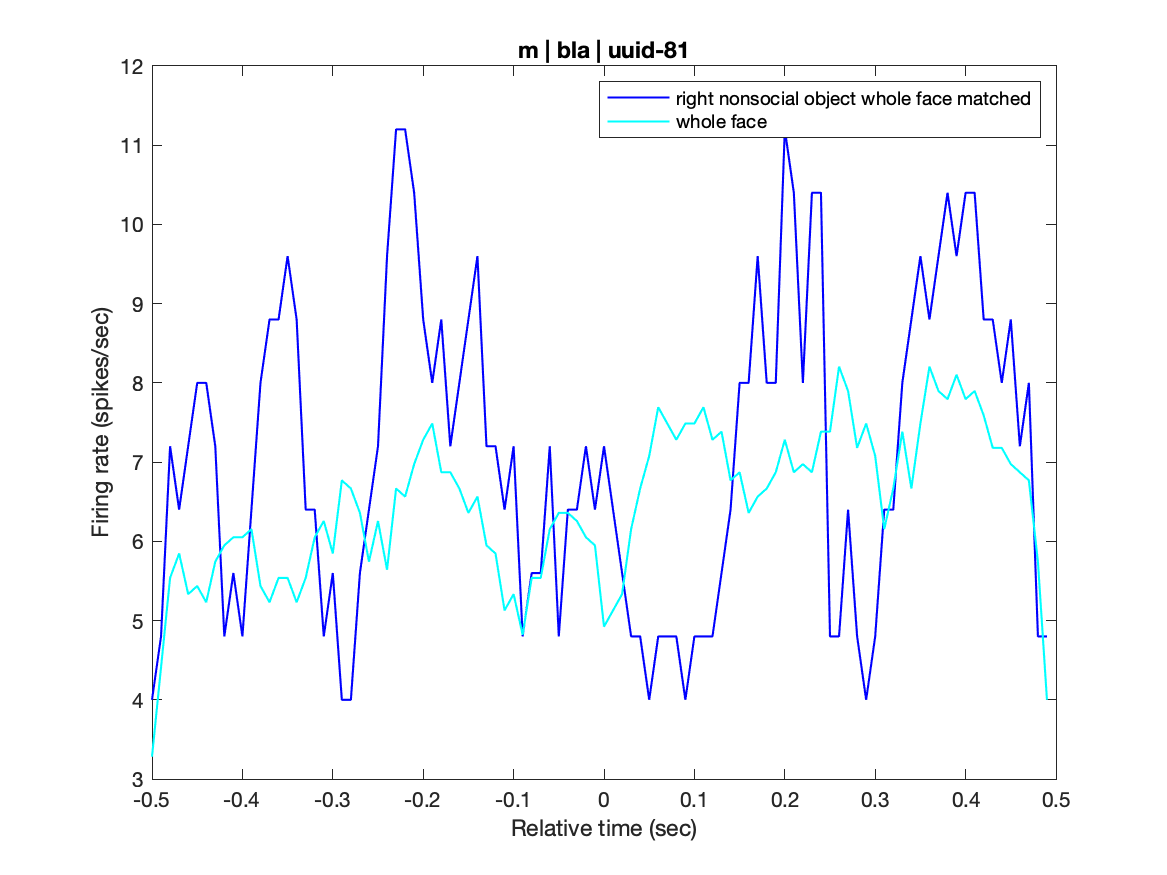 m | bla | uuid-81
right nonsocial object whole face matched
whole face
12
11
10
9
8
7
6
5
4
3
Firing rate (spikes/sec)
-0.5 -0.4 -0.3 -0.2 -0.1 0 0.1 0.2 0.3 0.4 0.5
Relative time (sec)